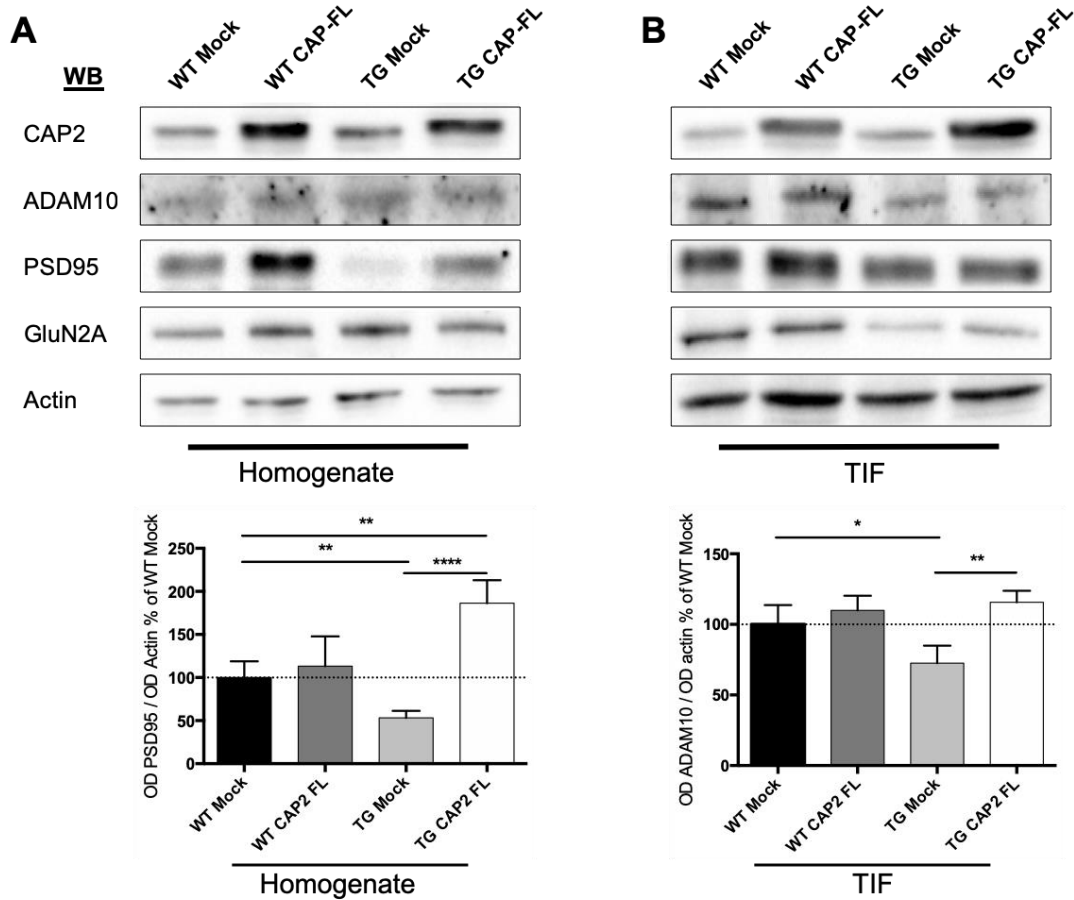 A
WB
WT Mock
WT CAP-FL
TG Mock
TG CAP-FL
CAP2
ADAM10
PSD95
GluN2A
Actin
Homogenate
OD PSD95 / OD Actin % of WT Mock
250
200
150
100
50
0
**
**
****
WT Mock
WT CAP2 FL
TG Mock
TG CAP2 FL
Homogenate
B
WT Mock
WT CAP-FL
TG Mock
TG CAP-FL
TIF
OD ADAM10 / OD actin % of WT Mock
150
100
50
0
*
**
WT Mock
WT CAP2 FL
TG Mock
TG CAP2 FL
TIF